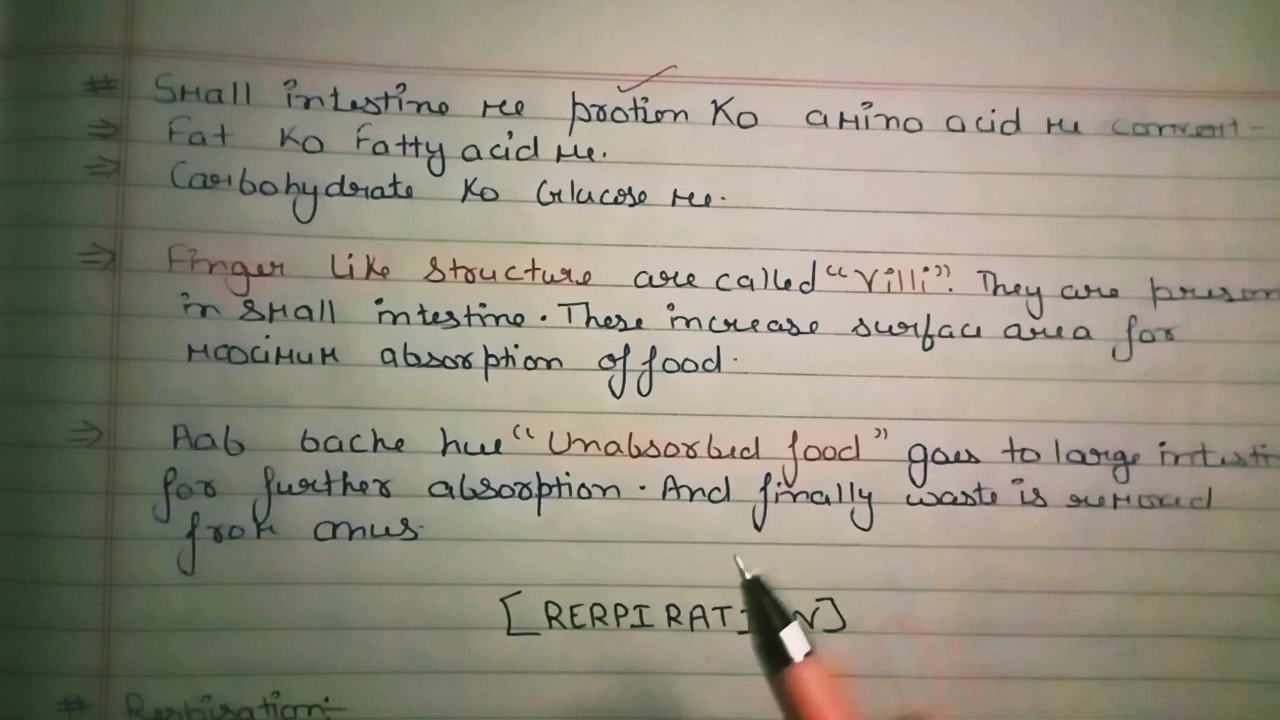 # Small intestine me protion Ko amino acid me convert-
⇒ Fat Ko Fatty acid me.
⇒ Carbohydrate Ko Glucose me.
⇒ Finger like structure are called "Villi". They are presen
in small intestine. These increase surface area for
maximum absorption of food.
⇒ Aab bache hue "Unabsorbed food" goes to large intesti
for further absorption. And finally waste is removed
from anus.
[RERPIRATION]
# Respiration:-